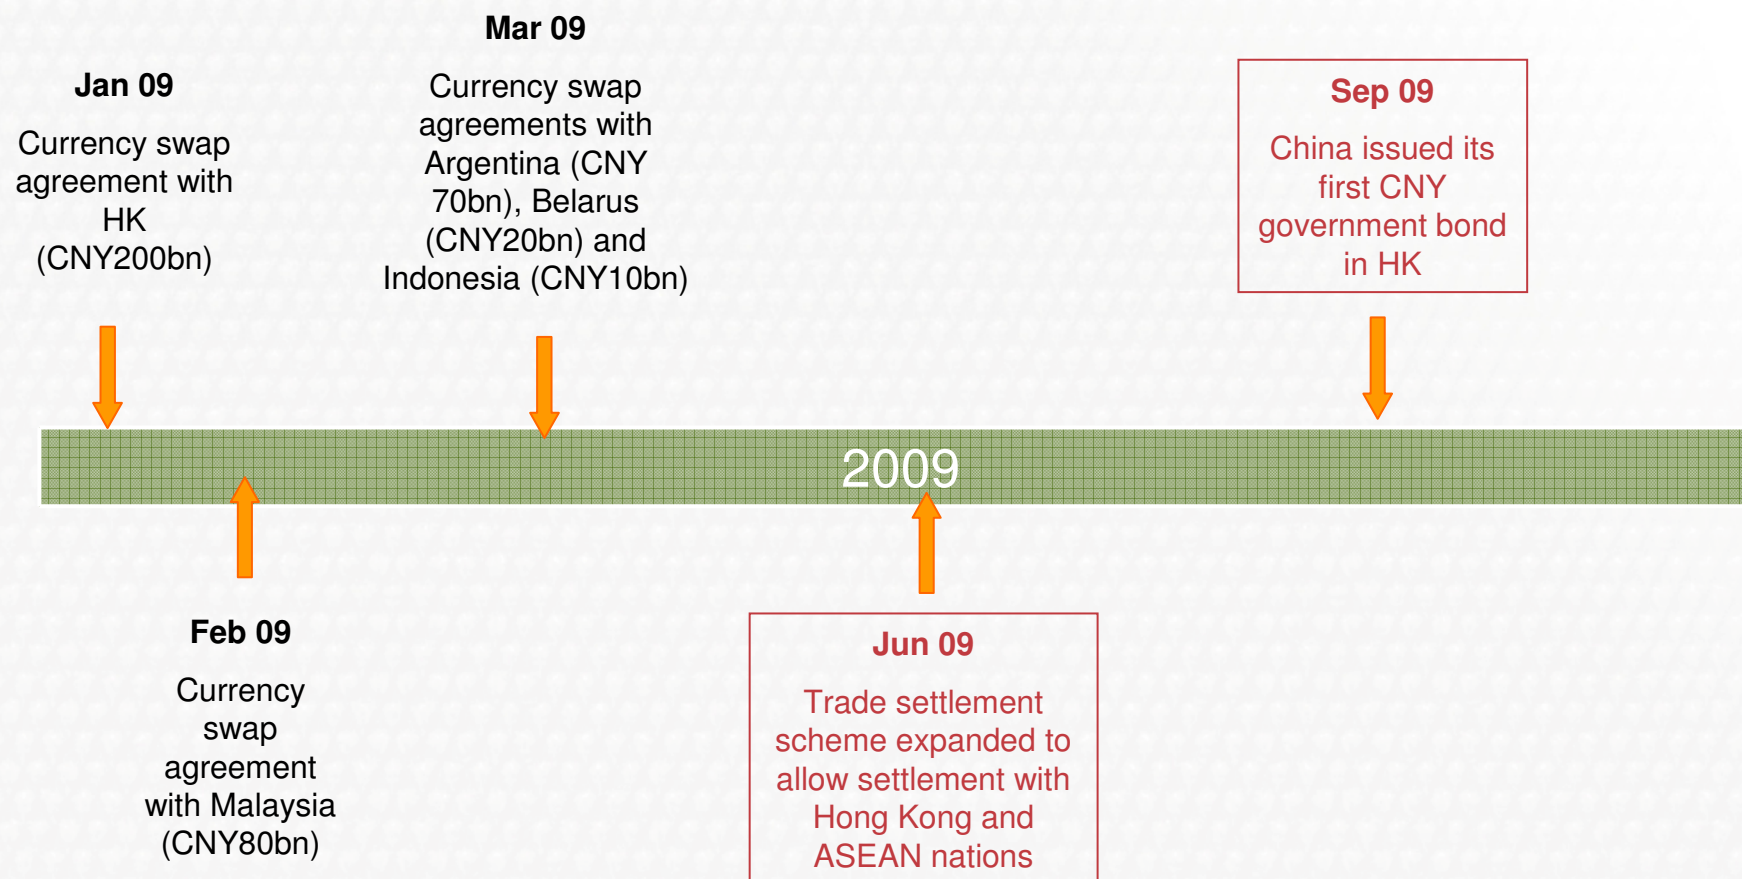 Mar 09
Currency swap
agreements with
Argentina (CNY
70bn), Belarus
(CNY20bn) and
Indonesia (CNY10bn)
Jan 09
Currency swap
agreement with
HK
(CNY200bn)
Sep 09
China issued its
first CNY
government bond
in HK
2009
Feb 09
Currency
swap
agreement
with Malaysia
(CNY80bn)
Jun 09
Trade settlement
scheme expanded to
allow settlement with
Hong Kong and
ASEAN nations